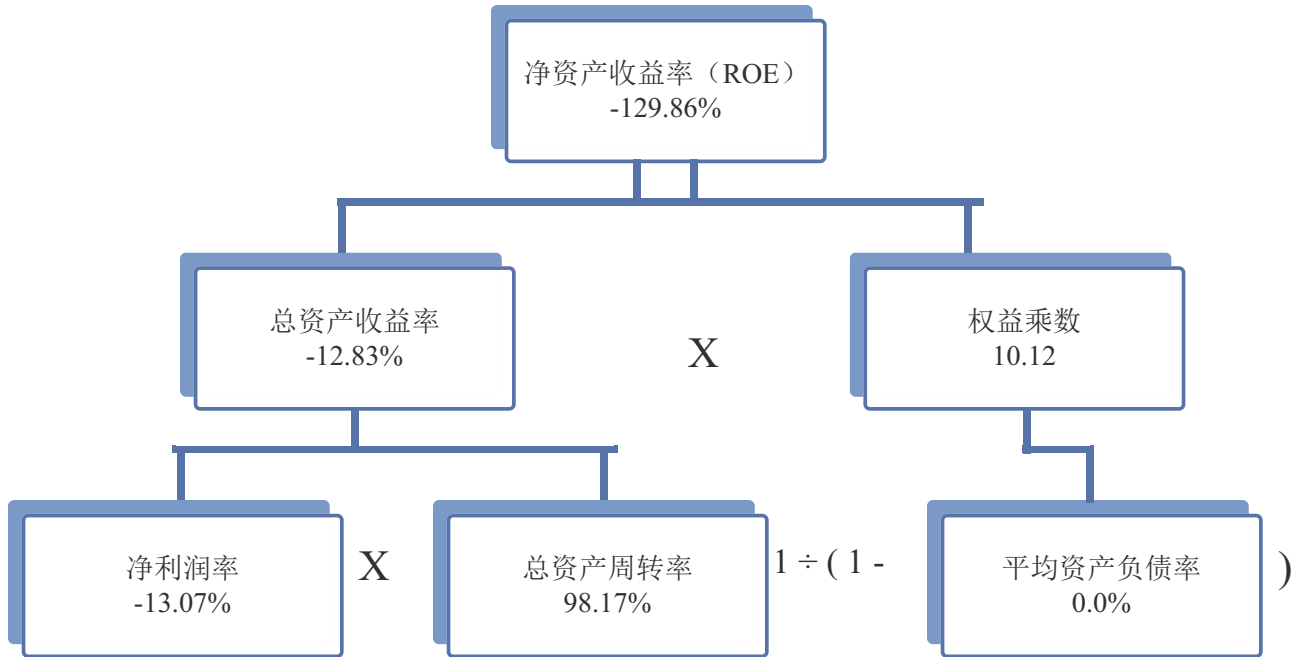 净资产收益率（ROE）
-129.86%
总资产收益率
-12.83%
X
权益乘数
10.12
净利润率
-13.07%
X
总资产周转率
98.17%
1 ÷ ( 1 -
平均资产负债率
0.0%
)